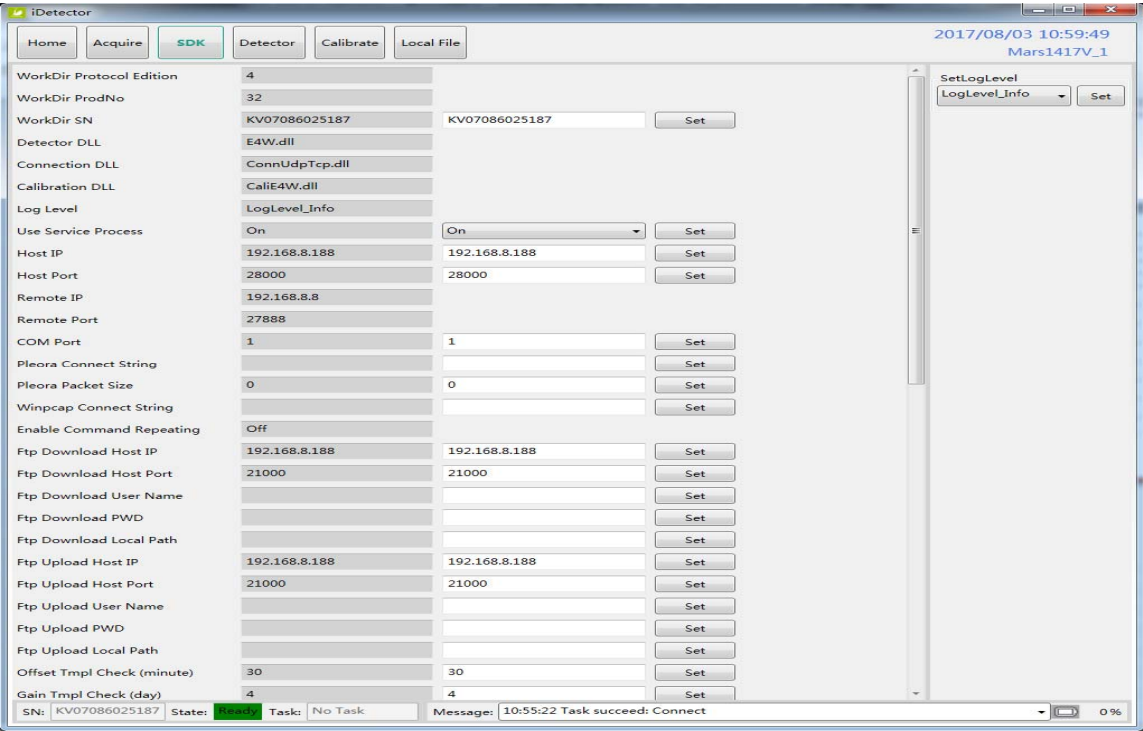 iDetector
Home Acquire SDK Detector Calibrate Local File
2017/08/03 10:59:49
Mars1417V_1
WorkDir Protocol Edition 4
SetLogLevel
LogLevel_Info Set
WorkDir ProdNo 32
WorkDir SN KV07086025187 KV07086025187 Set
Detector DLL E4W.dll
Connection DLL ConnUdpTcp.dll
Calibration DLL CaliE4W.dll
Log Level LogLevel_Info
Use Service Process On On Set
Host IP 192.168.8.188 192.168.8.188 Set
Host Port 28000 28000 Set
Remote IP 192.168.8.8
Remote Port 27888
COM Port 1 1 Set
Pleora Connect String Set
Pleora Packet Size 0 0 Set
Winpcap Connect String Set
Enable Command Repeating Off
Ftp Download Host IP 192.168.8.188 192.168.8.188 Set
Ftp Download Host Port 21000 21000 Set
Ftp Download User Name Set
Ftp Download PWD Set
Ftp Download Local Path Set
Ftp Upload Host IP 192.168.8.188 192.168.8.188 Set
Ftp Upload Host Port 21000 21000 Set
Ftp Upload User Name Set
Ftp Upload PWD Set
Ftp Upload Local Path Set
Offset Tmpl Check (minute) 30 30 Set
Gain Tmpl Check (day) 4 4 Set
SN: KV07086025187 State: Ready Task: No Task Message: 10:55:22 Task succeed: Connect 0%